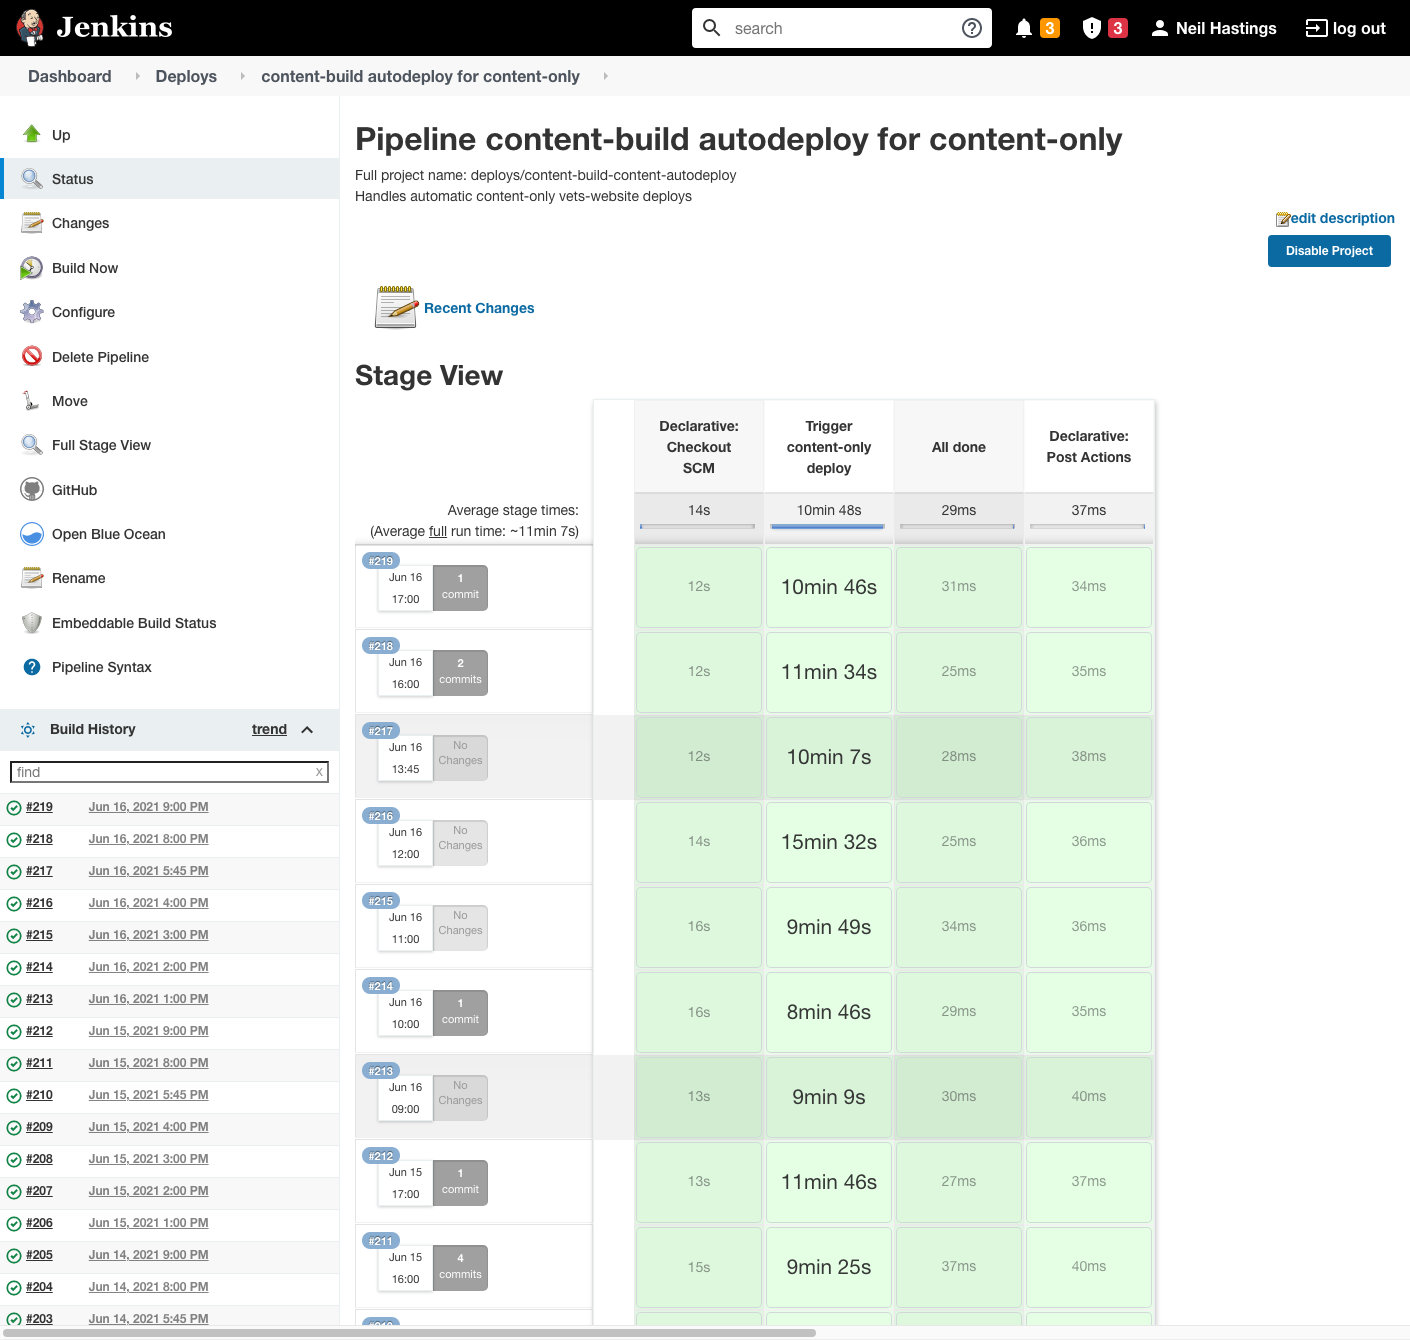 Jenkins
search
3
3
Neil Hastings
log out
Dashboard
Deploys
content-build autodeploy for content-only
Up
Status
Changes
Build Now
Configure
Delete Pipeline
Move
Full Stage View
GitHub
Open Blue Ocean
Rename
Embeddable Build Status
Pipeline Syntax
Build History
trend
find
x
#219 Jun 16, 2021 9:00 PM
#218 Jun 16, 2021 8:00 PM
#217 Jun 16, 2021 5:45 PM
#216 Jun 16, 2021 4:00 PM
#215 Jun 16, 2021 3:00 PM
#214 Jun 16, 2021 2:00 PM
#213 Jun 16, 2021 1:00 PM
#212 Jun 15, 2021 9:00 PM
#211 Jun 15, 2021 8:00 PM
#210 Jun 15, 2021 5:45 PM
#209 Jun 15, 2021 4:00 PM
#208 Jun 15, 2021 3:00 PM
#207 Jun 15, 2021 2:00 PM
#206 Jun 15, 2021 1:00 PM
#205 Jun 14, 2021 9:00 PM
#204 Jun 14, 2021 8:00 PM
#203 Jun 14, 2021 5:45 PM
Pipeline content-build autodeploy for content-only
Full project name: deploys/content-build-content-autodeploy
Handles automatic content-only vets-website deploys
edit description
Disable Project
Recent Changes
Stage View
Declarative:
Checkout
SCM
Trigger
content-only
deploy
All done
Declarative:
Post Actions
Average stage times:
(Average full run time: ~11min 7s)
14s
10min 48s
29ms
37ms
#219
Jun 16
17:00
1
commit
12s
10min 46s
31ms
34ms
#218
Jun 16
16:00
2
commits
12s
11min 34s
25ms
35ms
#217
Jun 16
13:45
No
Changes
12s
10min 7s
28ms
38ms
#216
Jun 16
12:00
No
Changes
14s
15min 32s
25ms
36ms
#215
Jun 16
11:00
No
Changes
16s
9min 49s
34ms
36ms
#214
Jun 16
10:00
1
commit
16s
8min 46s
29ms
35ms
#213
Jun 16
09:00
No
Changes
13s
9min 9s
30ms
40ms
#212
Jun 15
17:00
1
commit
13s
11min 46s
27ms
37ms
#211
Jun 15
16:00
4
commits
15s
9min 25s
37ms
40ms